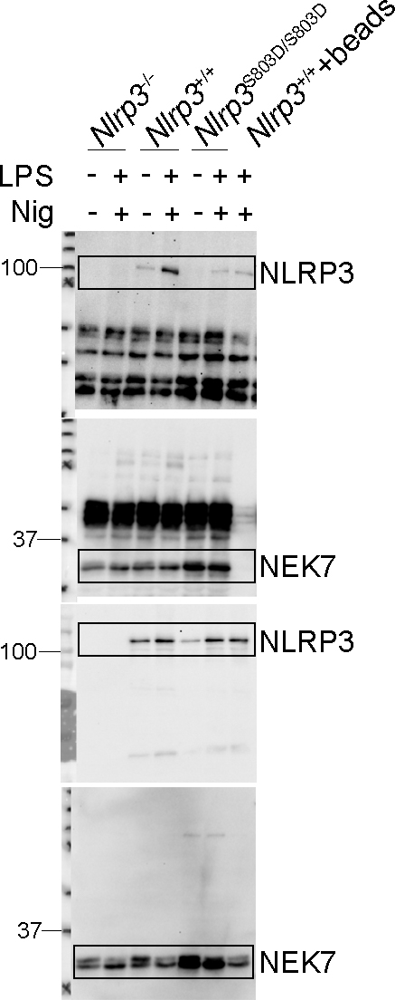 Nlrp3-/-
Nlrp3+/+
Nlrp3S803D/S803D
Nlrp3+/++beads
LPS - + - + - + +
Nig - + - + - + +
100 NLRP3
37 NEK7
100 NLRP3
37 NEK7